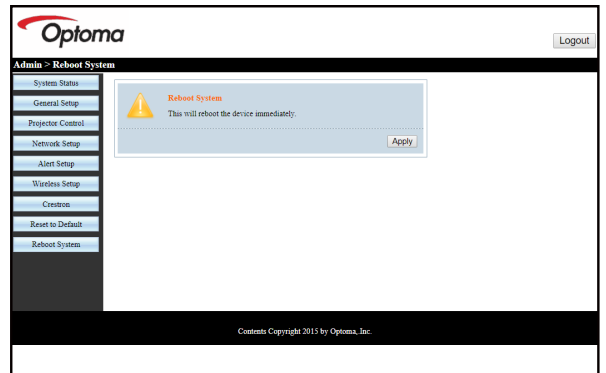 Optoma
Logout
Admin > Reboot System
System Status
General Setup
Projector Control
Network Setup
Alert Setup
Wireless Setup
Crestron
Reset to Default
Reboot System
Reboot System
This will reboot the device immediately.
Apply
Contents Copyright 2015 by Optoma, Inc.